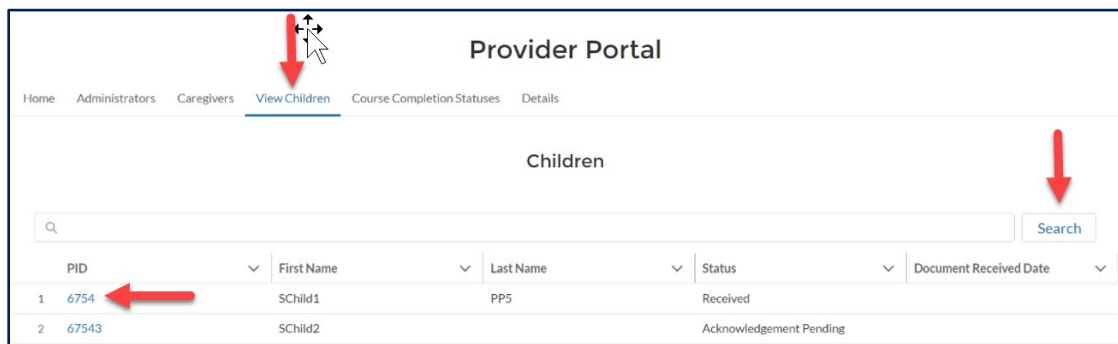 Provider Portal
Home Administrators Caregivers View Children Course Completion Statuses Details
Children
Search
PID First Name Last Name Status Document Received Date
1 6754 SChild1 PP5 Received
2 67543 SChild2 Acknowledgement Pending